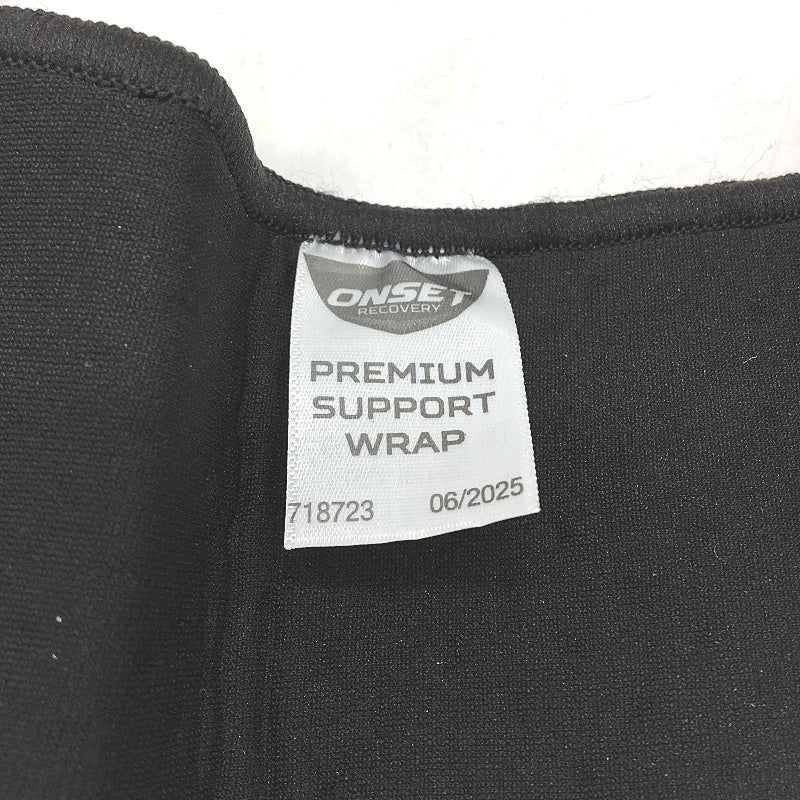 ONSET
RECOVERY
PREMIUM
SUPPORT
WRAP
718723 06/2025